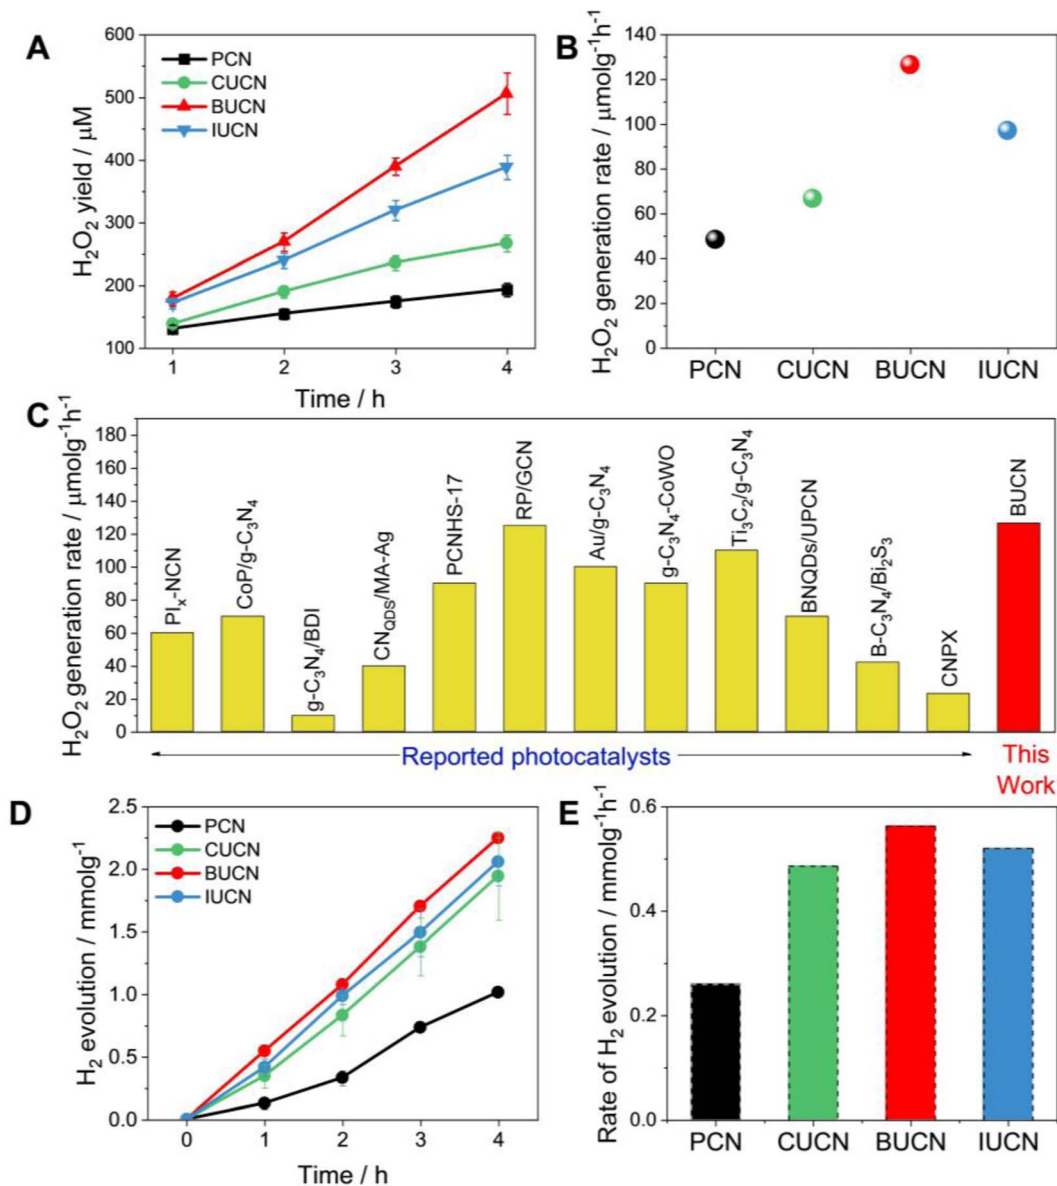 A
H₂O₂ yield / μM
600
500
400
300
200
100
PCN
CUCN
BUCN
IUCN
1 2 3 4
Time / h
B
H₂O₂ generation rate / μmolg⁻¹h⁻¹
140
120
100
80
60
40
20
0
PCN CUCN BUCN IUCN
C
H₂O₂ generation rate / μmolg⁻¹h⁻¹
180
160
140
120
100
80
60
40
20
0
PIₓ-NCN
CoP/g-C₃N₄
g-C₃N₄/BDI
CN_QDS/MA-Ag
PCNHS-17
RP/GCN
Au/g-C₃N₄
g-C₃N₄-CoWO
Ti₃C₂/g-C₃N₄
BNQDs/UPCN
B-C₃N₄/Bi₂S₃
CNPX
BUCN
Reported photocatalysts
This
Work
D
H₂ evolution / mmolg⁻¹
2.5
2.0
1.5
1.0
0.5
0.0
PCN
CUCN
BUCN
IUCN
0 1 2 3 4
Time / h
E
Rate of H₂ evolution / mmolg⁻¹h⁻¹
0.6
0.4
0.2
0.0
PCN CUCN BUCN IUCN